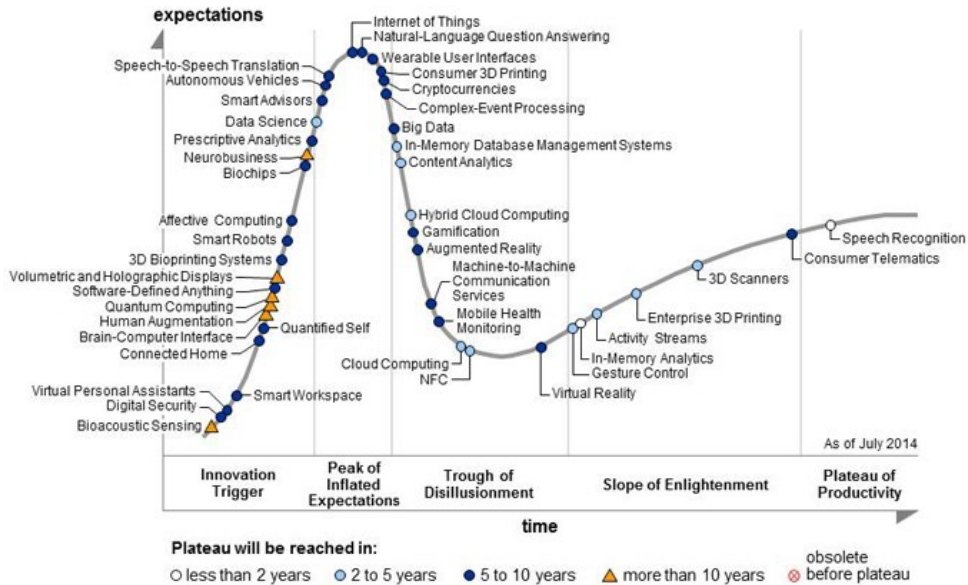 expectations
Internet of Things
Natural-Language Question Answering
Wearable User Interfaces
Speech-to-Speech Translation
Consumer 3D Printing
Autonomous Vehicles
Cryptocurrencies
Smart Advisors
Complex-Event Processing
Data Science
Big Data
Prescriptive Analytics
In-Memory Database Management Systems
Neurobusiness
Content Analytics
Biochips
Hybrid Cloud Computing
Affective Computing
Gamification
Speech Recognition
Smart Robots
Augmented Reality
Consumer Telematics
3D Bioprinting Systems
Machine-to-Machine
Communication
Services
Volumetric and Holographic Displays
3D Scanners
Software-Defined Anything
Quantum Computing
Mobile Health
Monitoring
Enterprise 3D Printing
Human Augmentation
Quantified Self
Brain-Computer Interface
Activity Streams
Connected Home
Cloud Computing
In-Memory Analytics
NFC
Gesture Control
Virtual Personal Assistants
Smart Workspace
Virtual Reality
Digital Security
Bioacoustic Sensing
As of July 2014
Innovation
Trigger
Peak of
Inflated
Expectations
Trough of
Disillusionment
Slope of Enlightenment
Plateau of
Productivity
time
Plateau will be reached in:
less than 2 years
2 to 5 years
5 to 10 years
more than 10 years
obsolete
before plateau